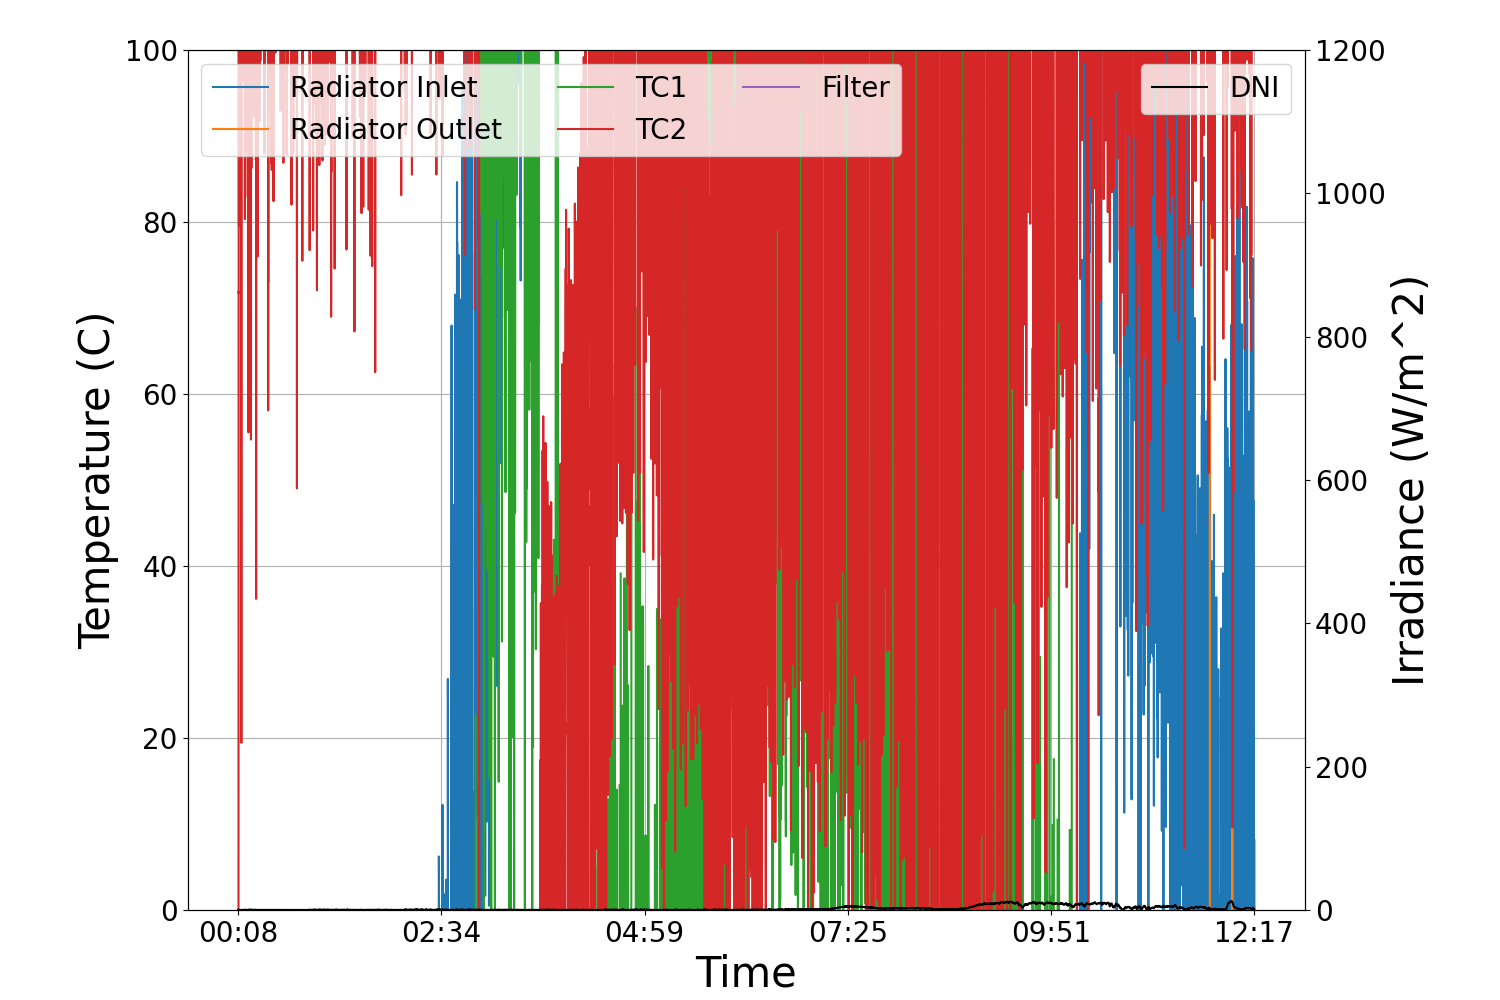 Radiator Inlet
Radiator Outlet
TC1
TC2
Filter
DNI
100
80
60
40
20
0
Temperature (C)
1200
1000
800
600
400
200
0
Irradiance (W/m^2)
00:08 02:34 04:59 07:25 09:51 12:17
Time